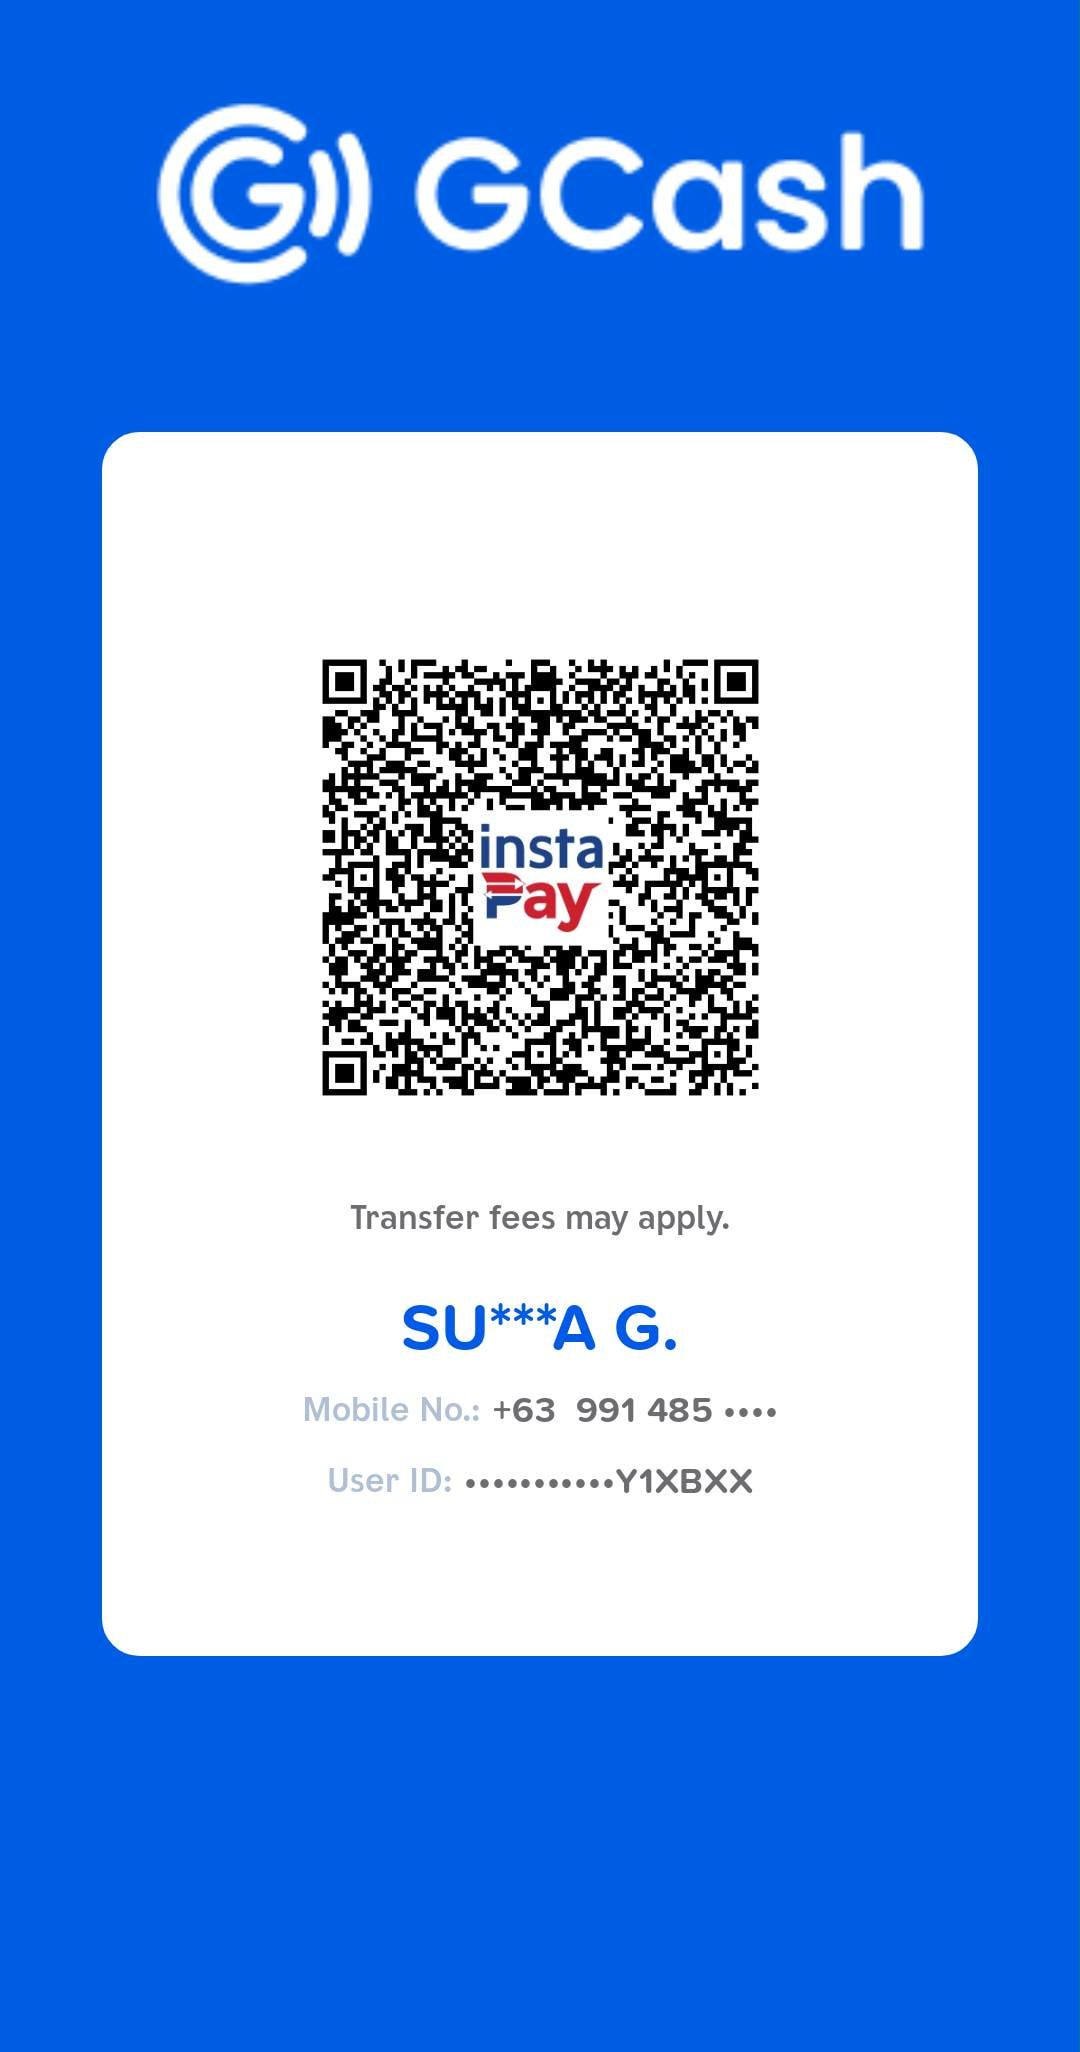 GCash
insta
Pay
Transfer fees may apply.
SU***A G.
Mobile No.: +63 991 485 ••••
User ID: •••••••••••Y1XBXX